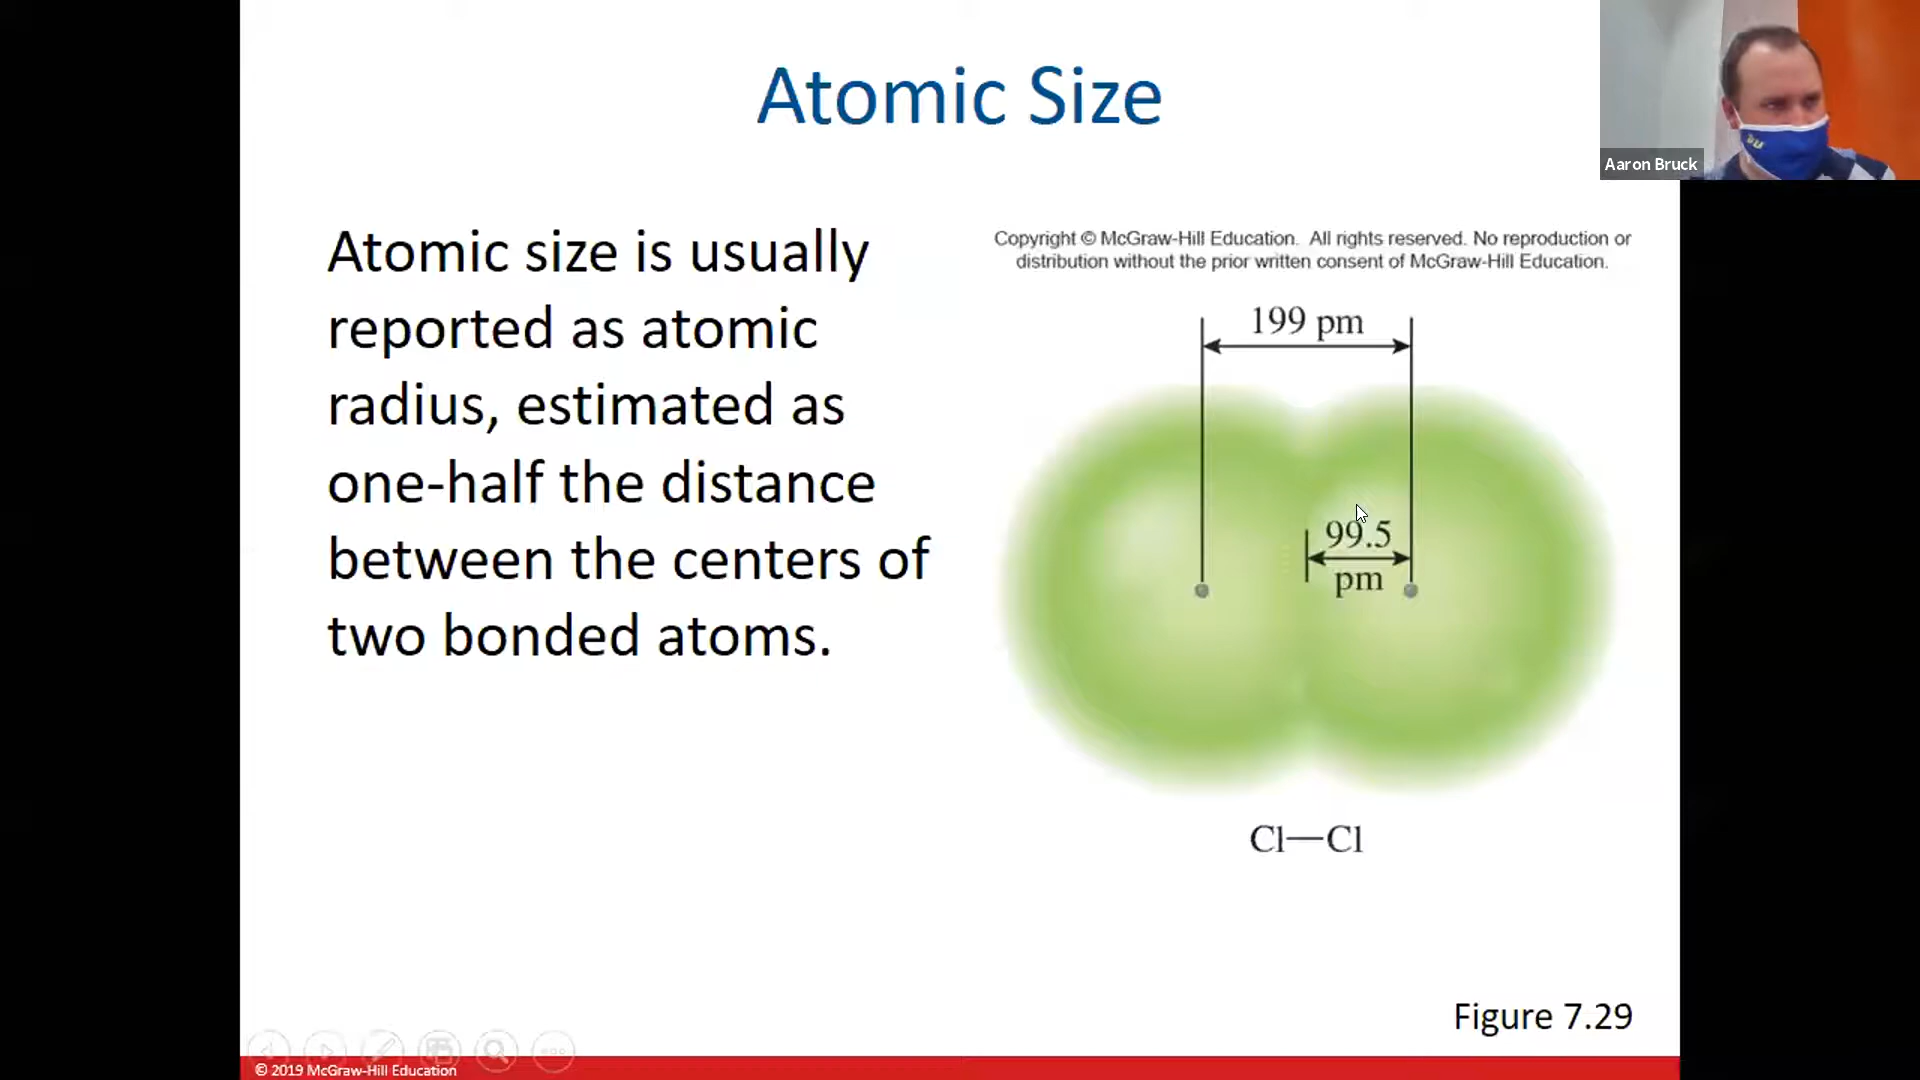 Atomic Size
Aaron Bruck
Atomic size is usually
reported as atomic
radius, estimated as
one-half the distance
between the centers of
two bonded atoms.
Copyright © McGraw-Hill Education. All rights reserved. No reproduction or
distribution without the prior written consent of McGraw-Hill Education.
199 pm
99.5
pm
Cl—Cl
Figure 7.29
© 2019 McGraw-Hill Education